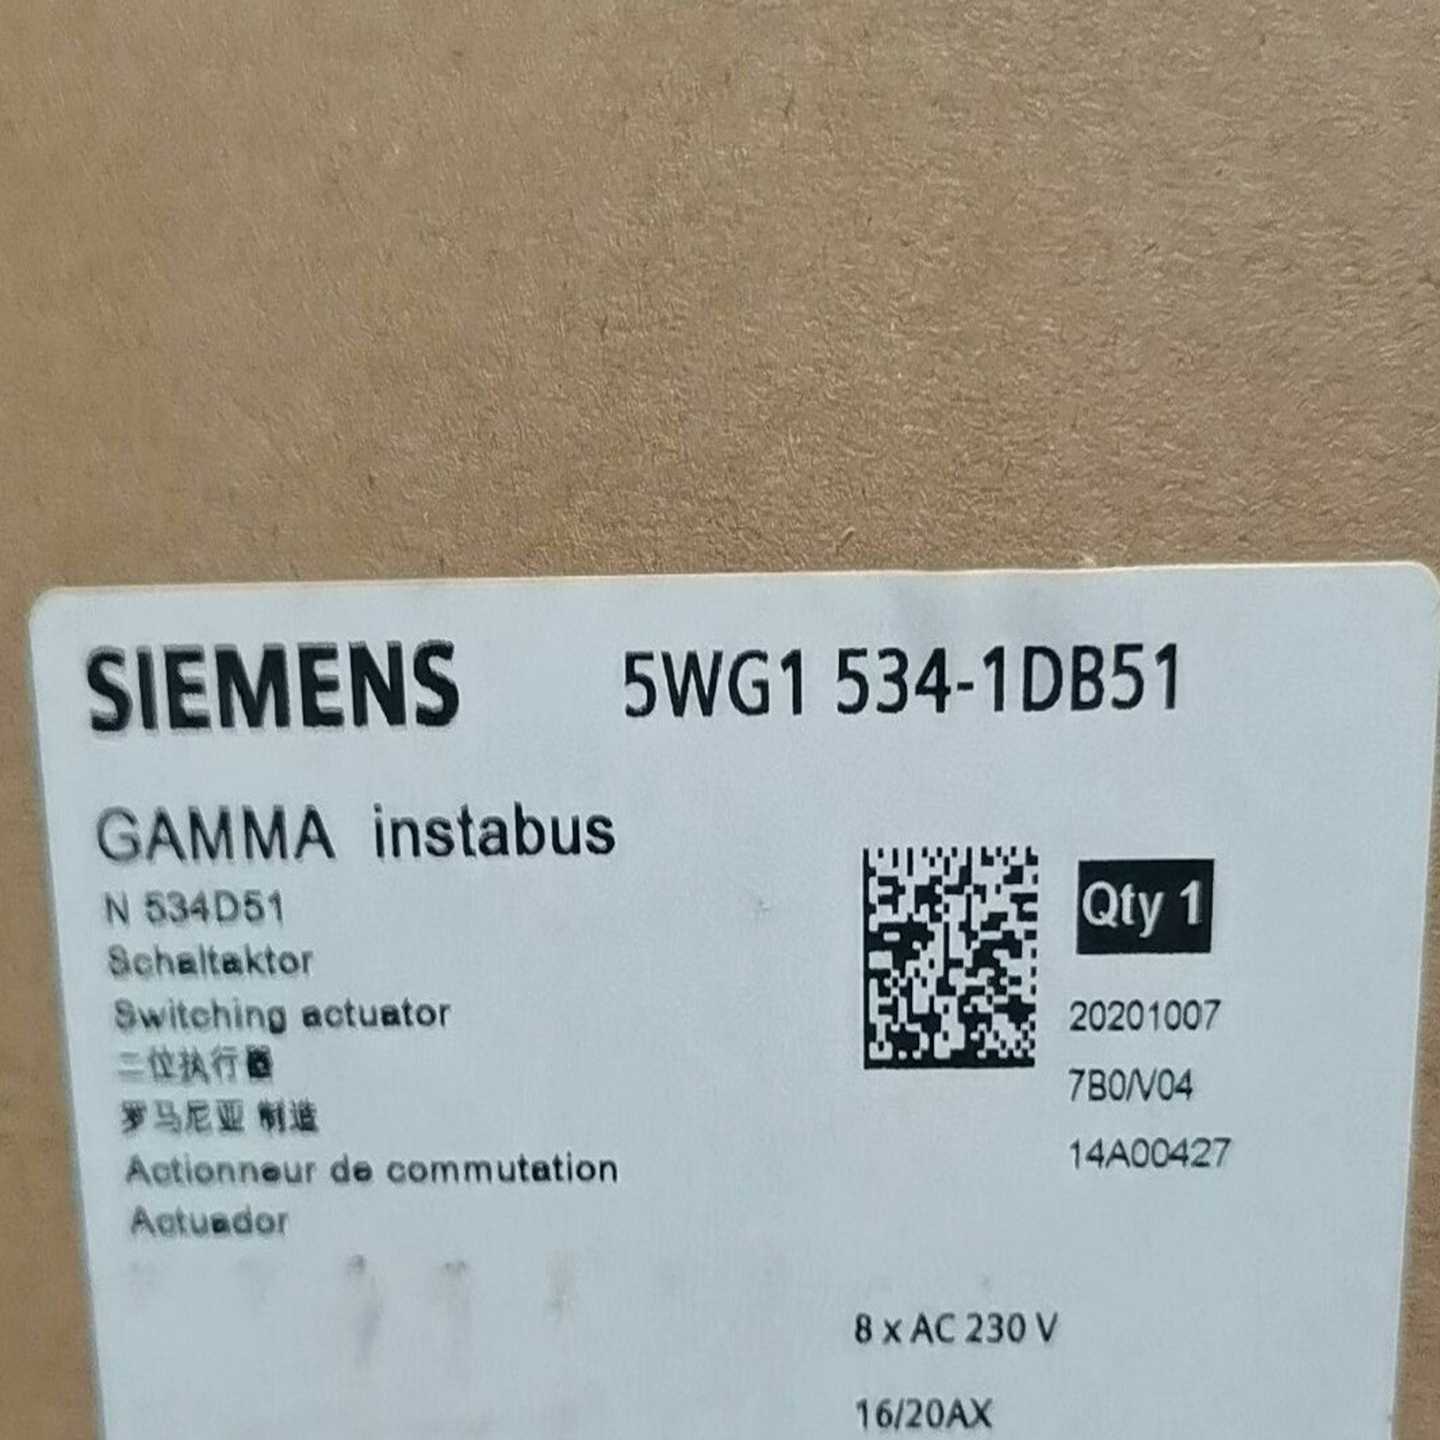 SIEMENS 5WG1 534-1DB51
GAMMA instabus
N 534D51
Schaltaktor
Switching actuator
二位执行器
罗马尼亚 制造
Actionneur de commutation
Actuador
Qty 1
20201007
7B0/V04
14A00427
8 x AC 230 V
16/20AX